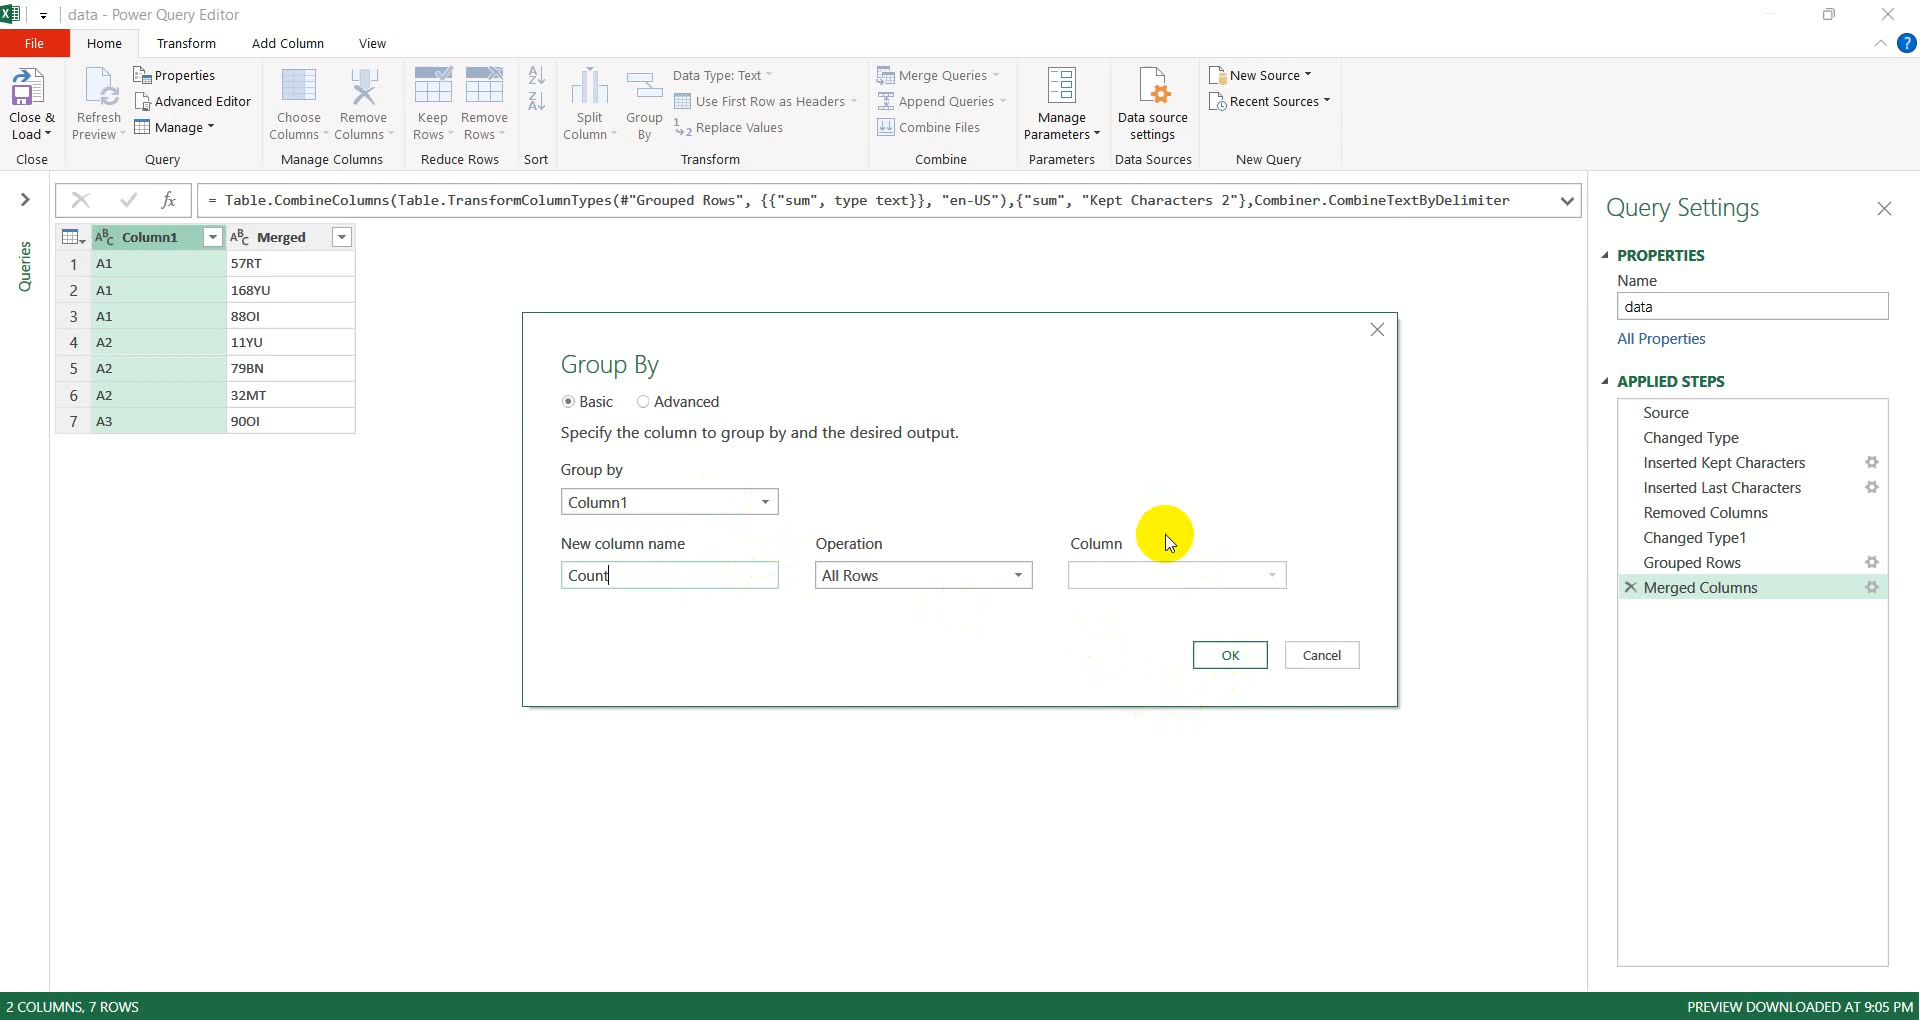 data - Power Query Editor
File Home Transform Add Column View
Close & Load
Refresh Preview
Properties
Advanced Editor
Manage
Choose Columns
Remove Columns
Keep Rows
Remove Rows
Split Column
Group By
Data Type: Text
Use First Row as Headers
Replace Values
Merge Queries
Append Queries
Combine Files
Manage Parameters
Data source settings
New Source
Recent Sources
Close Query Manage Columns Reduce Rows Sort Transform Combine Parameters Data Sources New Query
fx = Table.CombineColumns(Table.TransformColumnTypes(#"Grouped Rows", {{"sum", type text}}, "en-US"),{"sum", "Kept Characters 2"},Combiner.CombineTextByDelimiter
Queries
Column1 Merged
1 A1 57RT
2 A1 168YU
3 A1 88OI
4 A2 11YU
5 A2 79BN
6 A2 32MT
7 A3 90OI
Group By
Basic Advanced
Specify the column to group by and the desired output.
Group by
Column1
New column name Operation Column
Count All Rows
OK Cancel
Query Settings
PROPERTIES
Name
data
All Properties
APPLIED STEPS
Source
Changed Type
Inserted Kept Characters
Inserted Last Characters
Removed Columns
Changed Type1
Grouped Rows
Merged Columns
2 COLUMNS, 7 ROWS
PREVIEW DOWNLOADED AT 9:05 PM